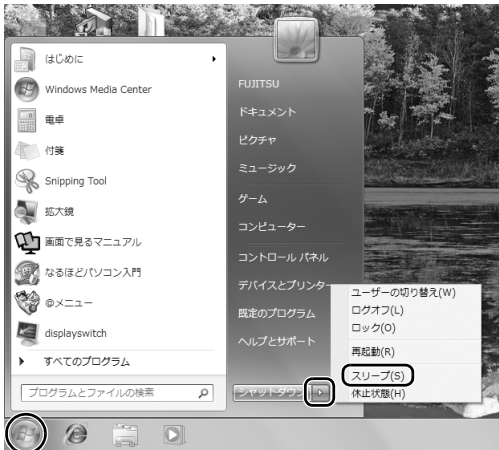 はじめに
Windows Media Center
電卓
付箋
Snipping Tool
拡大鏡
画面で見るマニュアル
なるほどパソコン入門
@メニュー
displayswitch
すべてのプログラム
プログラムとファイルの検索
FUJITSU
ドキュメント
ピクチャ
ミュージック
ゲーム
コンピューター
コントロール パネル
デバイスとプリンター
既定のプログラム
ヘルプとサポート
シャットダウン
ユーザーの切り替え(W)
ログオフ(L)
ロック(O)
再起動(R)
スリープ(S)
休止状態(H)